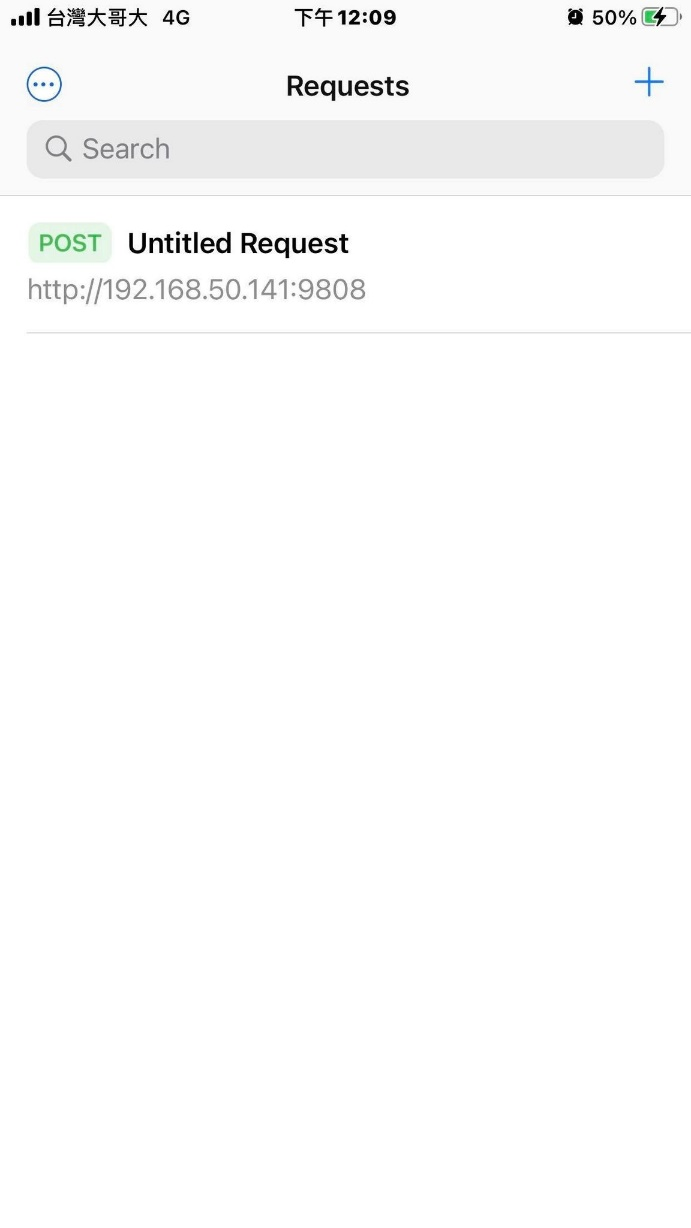 台灣大哥大 4G 下午12:09 50%
Requests
Search
POST Untitled Request
http://192.168.50.141:9808